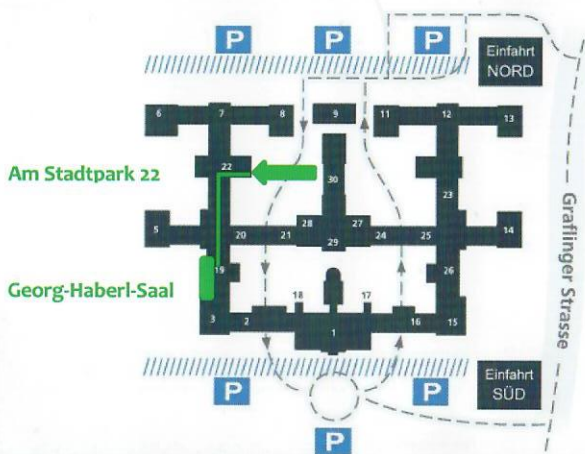 P
P
P
Einfahrt
NORD
6
7
8
9
11
12
13
Am Stadtpark 22
22
30
23
Graflinger Strasse
5
20
21
28
29
27
24
25
14
Georg-Haberl-Saal
19
26
3
2
18
1
17
16
15
P
P
Einfahrt
SÜD
P